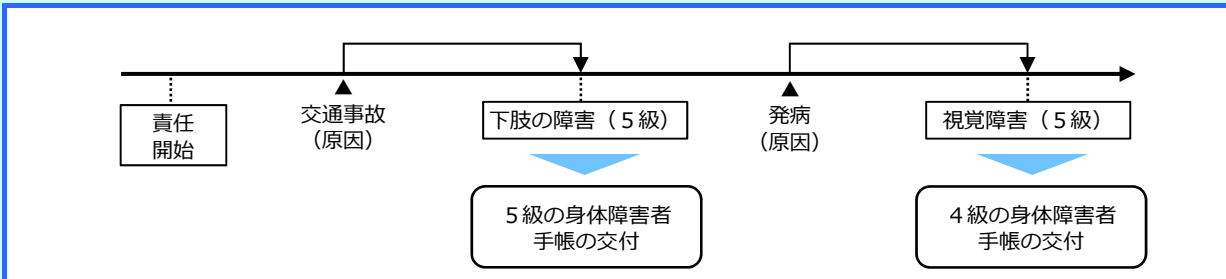 責任
開始
交通事故
（原因）
下肢の障害（５級）
発病
（原因）
視覚障害（５級）
５級の身体障害者
手帳の交付
４級の身体障害者
手帳の交付